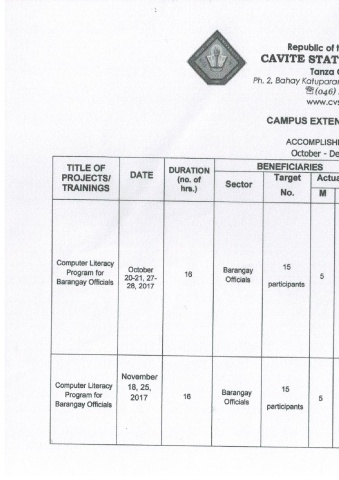 Republic of t
CAVITE STAT
Tanza
Ph. 2, Bahay Katuparan
(046)
www.cvs
CAMPUS EXTEN
ACCOMPLISH
October - De
TITLE OF PROJECTS/ TRAININGS
DATE
DURATION (no. of hrs.)
BENEFICIARIES
Sector
Target No.
Actua
M
Computer Literacy
Program for
Barangay Officials
October
20-21, 27-
28, 2017
16
Barangay
Officials
15
participants
5
Computer Literacy
Program for
Barangay Officials
November
18, 25,
2017
16
Barangay
Officials
15
participants
5